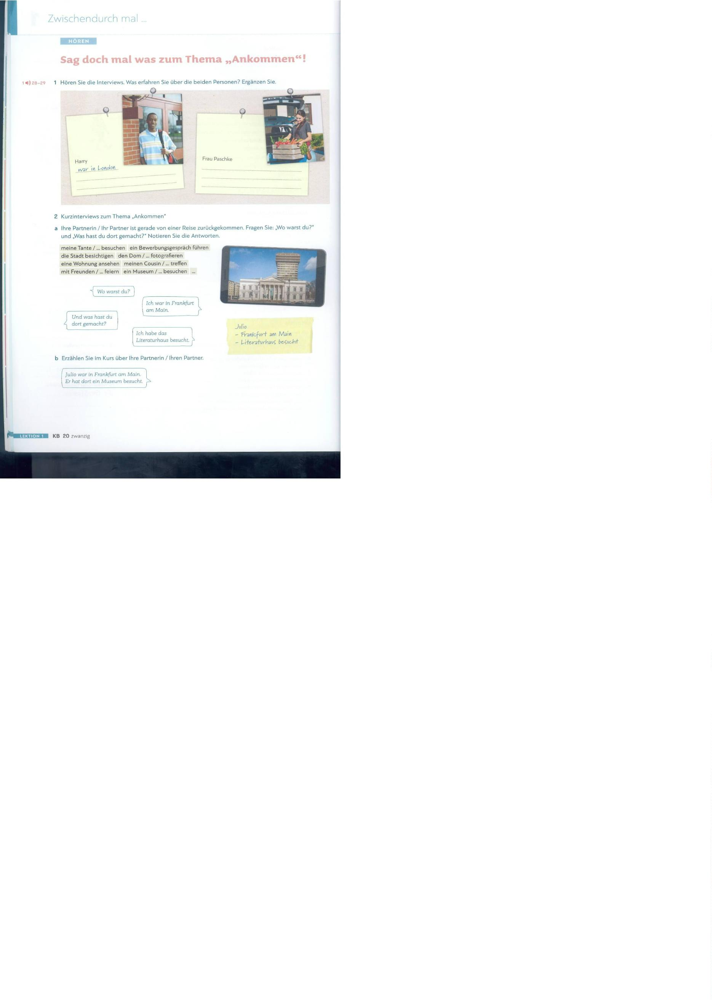 Zwischendurch mal ...
HÖREN
Sag doch mal was zum Thema „Ankommen“!
1 28–29
1 Hören Sie die Interviews. Was erfahren Sie über die beiden Personen? Ergänzen Sie.
Harry
war in London
Frau Paschke
2 Kurzinterviews zum Thema „Ankommen“
a Ihre Partnerin / Ihr Partner ist gerade von einer Reise zurückgekommen. Fragen Sie: „Wo warst du?“
und „Was hast du dort gemacht?“ Notieren Sie die Antworten.
meine Tante / ... besuchen ein Bewerbungsgespräch führen
die Stadt besichtigen den Dom / ... fotografieren
eine Wohnung ansehen meinen Cousin / ... treffen
mit Freunden / ... feiern ein Museum / ... besuchen ...
Wo warst du?
Ich war in Frankfurt
am Main.
Und was hast du
dort gemacht?
Ich habe das
Literaturhaus besucht.
Julio
– Frankfurt am Main
– Literaturhaus besucht
b Erzählen Sie im Kurs über Ihre Partnerin / Ihren Partner.
Julio war in Frankfurt am Main.
Er hat dort ein Museum besucht.
LEKTION 1 KB 20 zwanzig